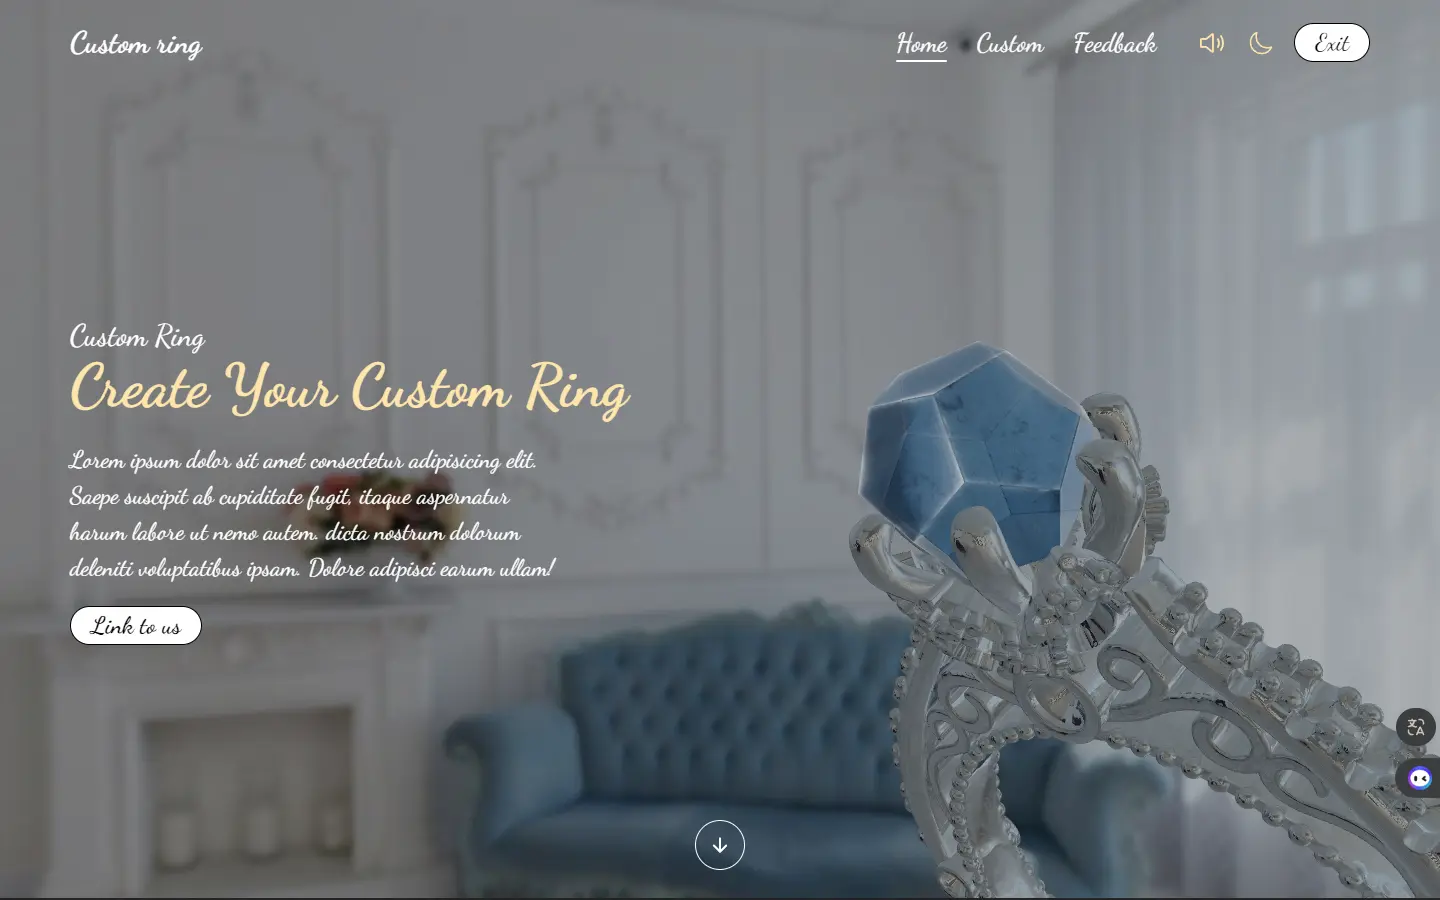 Custom ring
Home
Custom
Feedback
Exit
Custom Ring
Create Your Custom Ring
Lorem ipsum dolor sit amet consectetur adipisicing elit.
Saepe suscipit ab cupiditate fugit, itaque aspernatur
harum labore ut nemo autem. dicta nostrum dolorum
deleniti voluptatibus ipsam. Dolore adipisci earum ullam!
Link to us